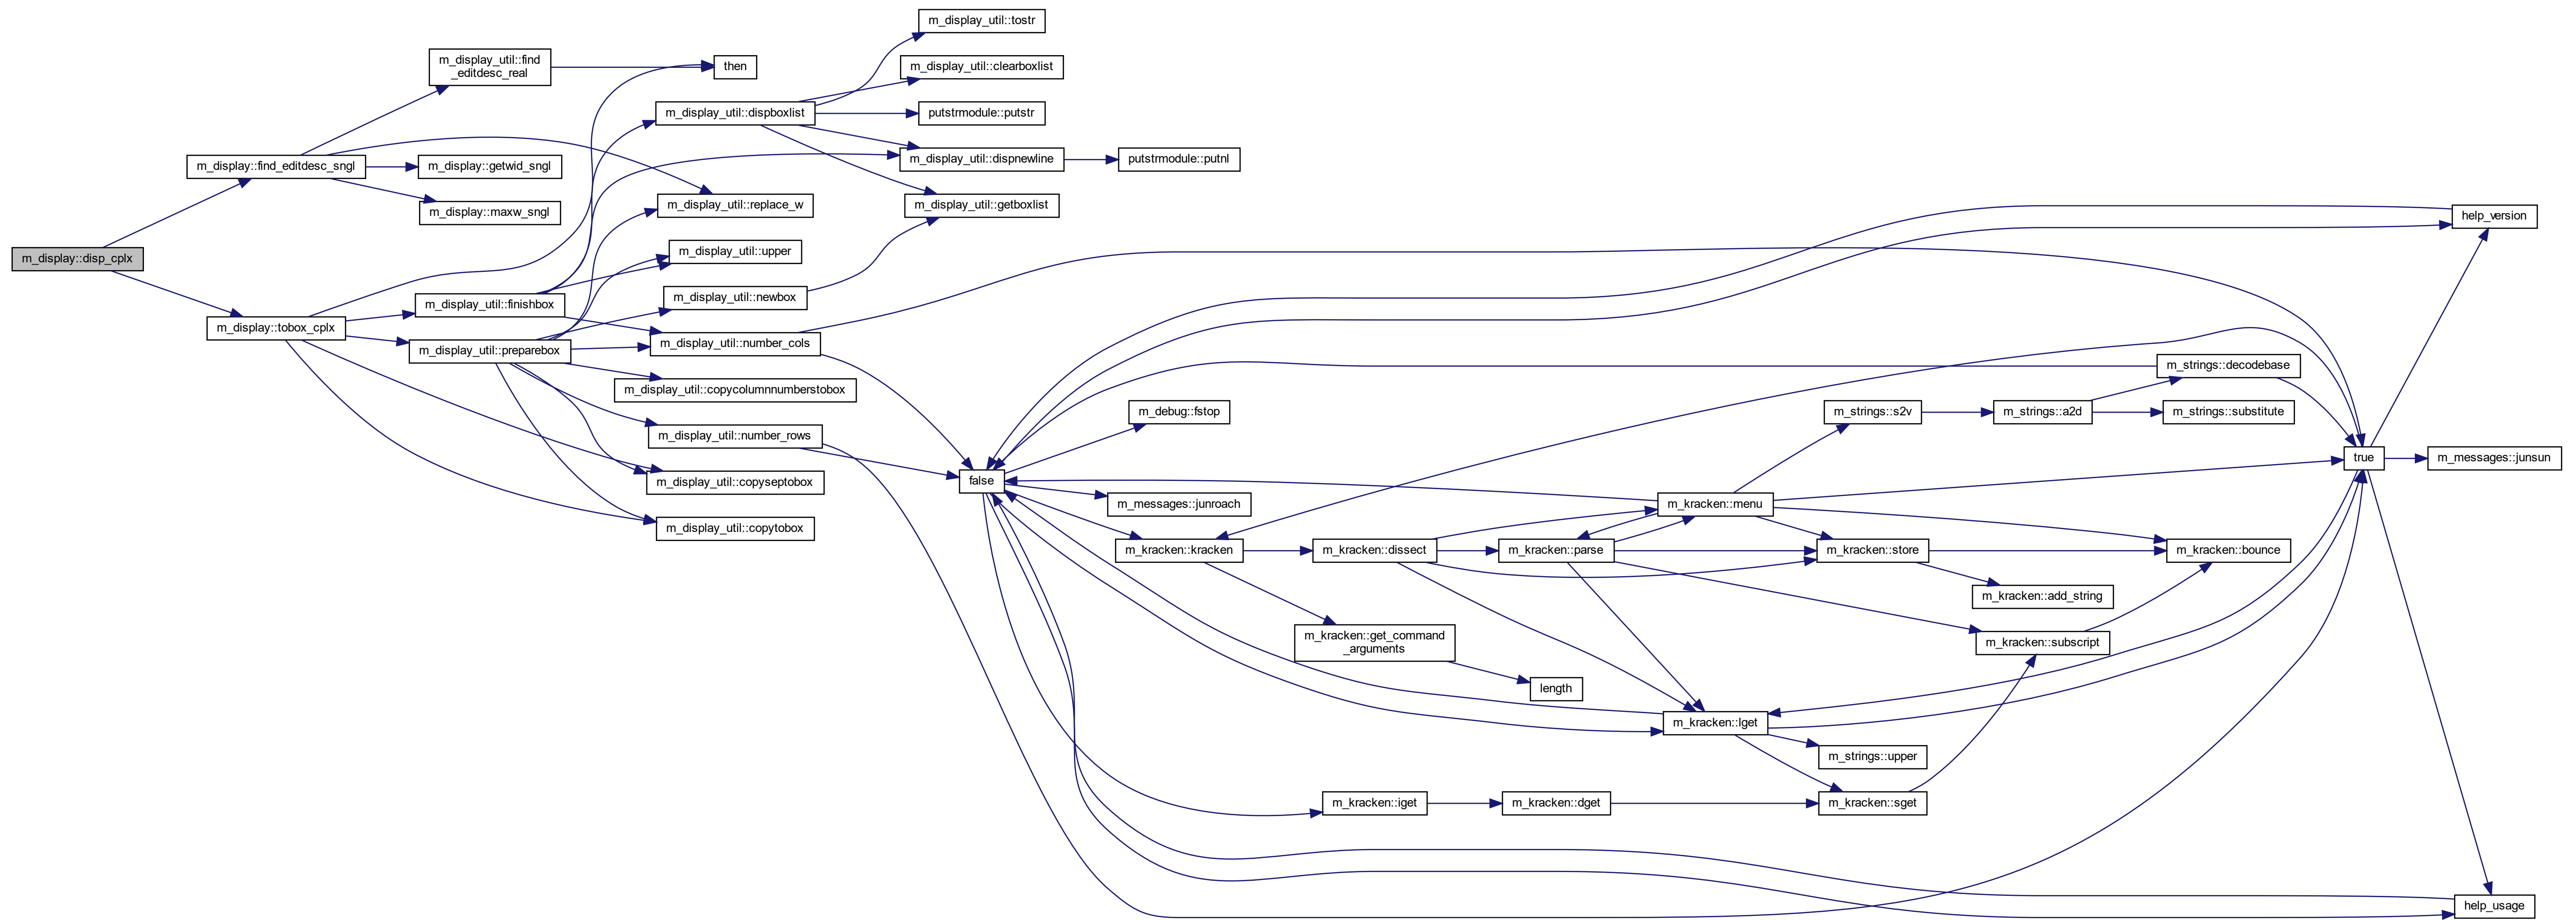 m_display::disp_cplx
m_display::find_editdesc_sngl
m_display::tobox_cplx
m_display_util::find
_editdesc_real
m_display::getwid_sngl
m_display::maxw_sngl
m_display_util::finishbox
m_display_util::preparebox
then
m_display_util::dispboxlist
m_display_util::replace_w
m_display_util::upper
m_display_util::newbox
m_display_util::number_cols
m_display_util::copycolumnnumberstobox
m_display_util::number_rows
m_display_util::copyseptobox
m_display_util::copytobox
m_display_util::tostr
m_display_util::clearboxlist
putstrmodule::putstr
m_display_util::dispnewline
m_display_util::getboxlist
false
putstrmodule::putnl
m_debug::fstop
m_messages::junroach
m_kracken::kracken
m_kracken::dissect
m_kracken::get_command
_arguments
m_kracken::iget
m_kracken::parse
length
m_kracken::dget
m_kracken::menu
m_kracken::lget
m_strings::s2v
m_kracken::store
m_strings::upper
m_kracken::sget
m_strings::a2d
m_kracken::add_string
m_kracken::subscript
m_strings::decodebase
m_strings::substitute
m_kracken::bounce
true
help_version
m_messages::junsun
help_usage